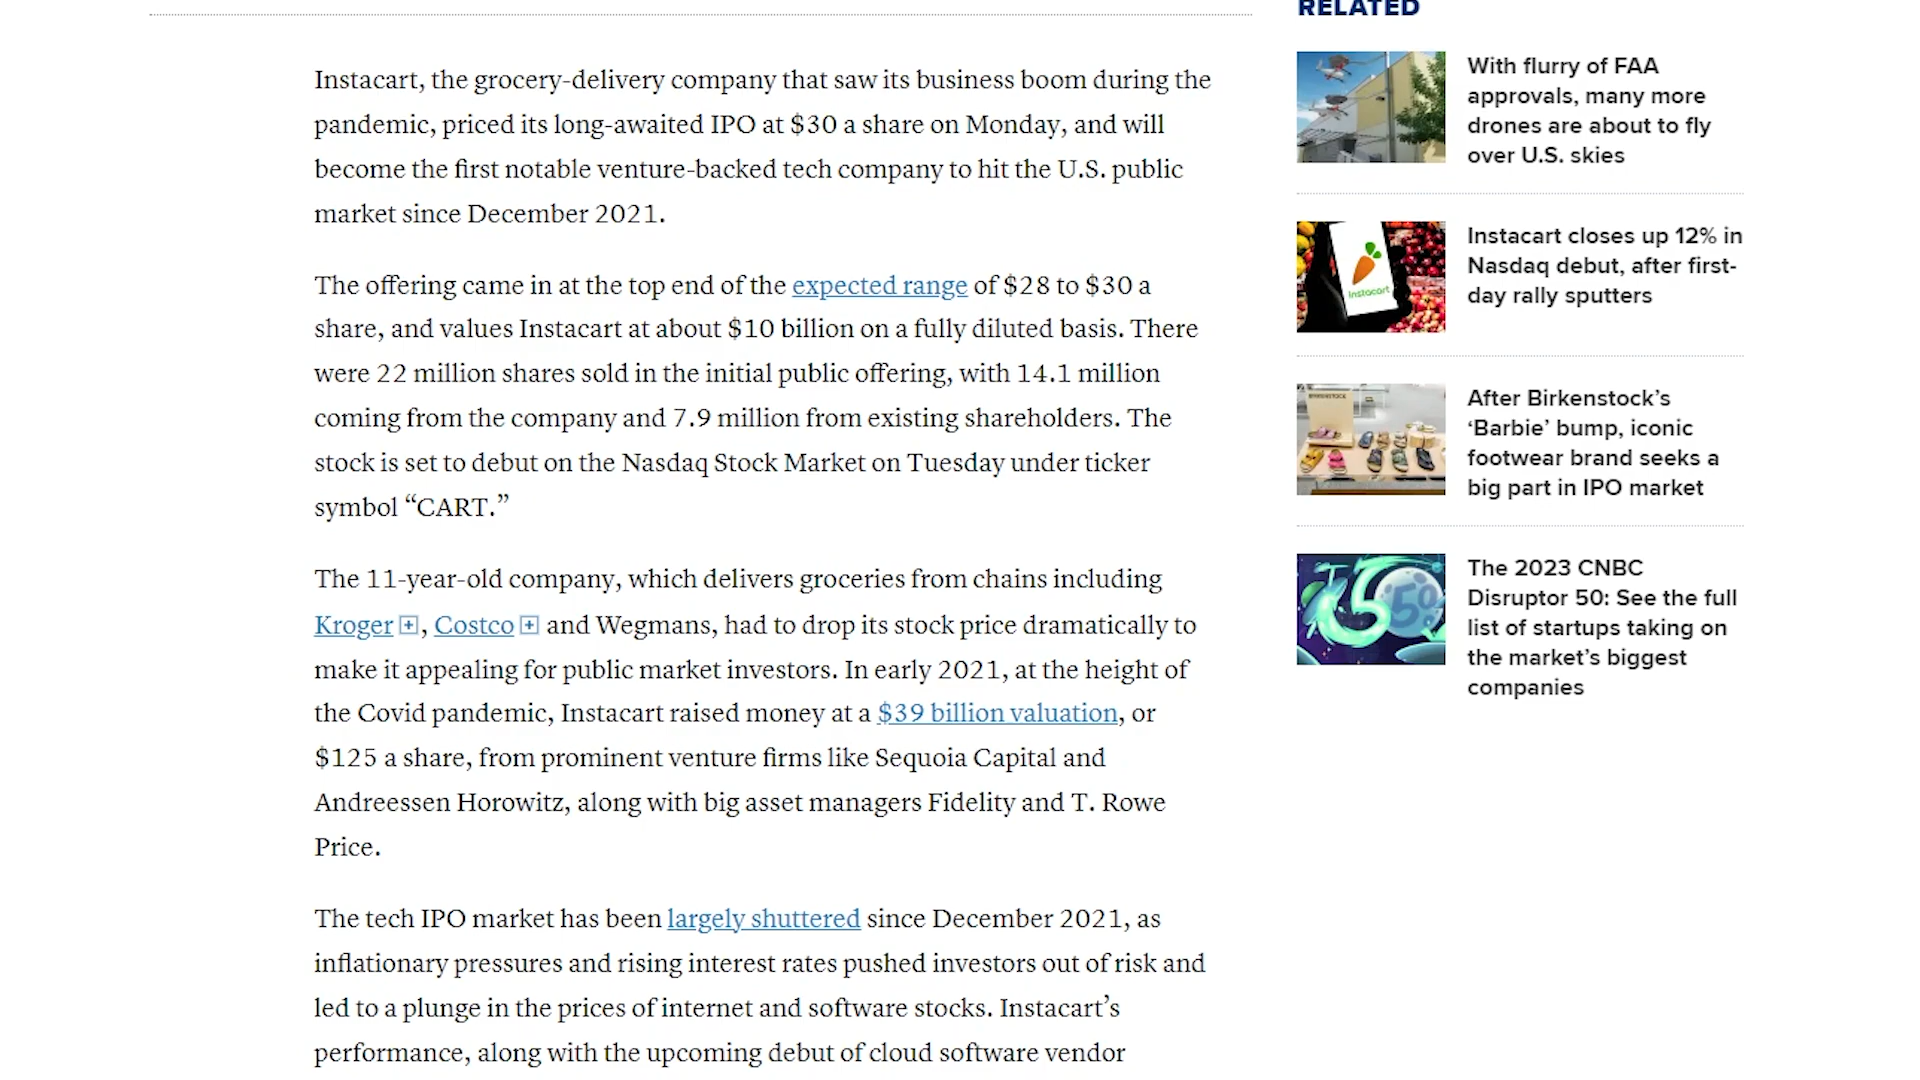 Instacart, the grocery-delivery company that saw its business boom during the
pandemic, priced its long-awaited IPO at $30 a share on Monday, and will
become the first notable venture-backed tech company to hit the U.S. public
market since December 2021.
The offering came in at the top end of the expected range of $28 to $30 a
share, and values Instacart at about $10 billion on a fully diluted basis. There
were 22 million shares sold in the initial public offering, with 14.1 million
coming from the company and 7.9 million from existing shareholders. The
stock is set to debut on the Nasdaq Stock Market on Tuesday under ticker
symbol “CART.”
The 11-year-old company, which delivers groceries from chains including
Kroger, Costco and Wegmans, had to drop its stock price dramatically to
make it appealing for public market investors. In early 2021, at the height of
the Covid pandemic, Instacart raised money at a $39 billion valuation, or
$125 a share, from prominent venture firms like Sequoia Capital and
Andreessen Horowitz, along with big asset managers Fidelity and T. Rowe
Price.
The tech IPO market has been largely shuttered since December 2021, as
inflationary pressures and rising interest rates pushed investors out of risk and
led to a plunge in the prices of internet and software stocks. Instacart’s
performance, along with the upcoming debut of cloud software vendor
RELATED
With flurry of FAA
approvals, many more
drones are about to fly
over U.S. skies
instacart
Instacart closes up 12% in
Nasdaq debut, after first-
day rally sputters
BIRKENSTOCK
After Birkenstock’s
‘Barbie’ bump, iconic
footwear brand seeks a
big part in IPO market
50
The 2023 CNBC
Disruptor 50: See the full
list of startups taking on
the market’s biggest
companies